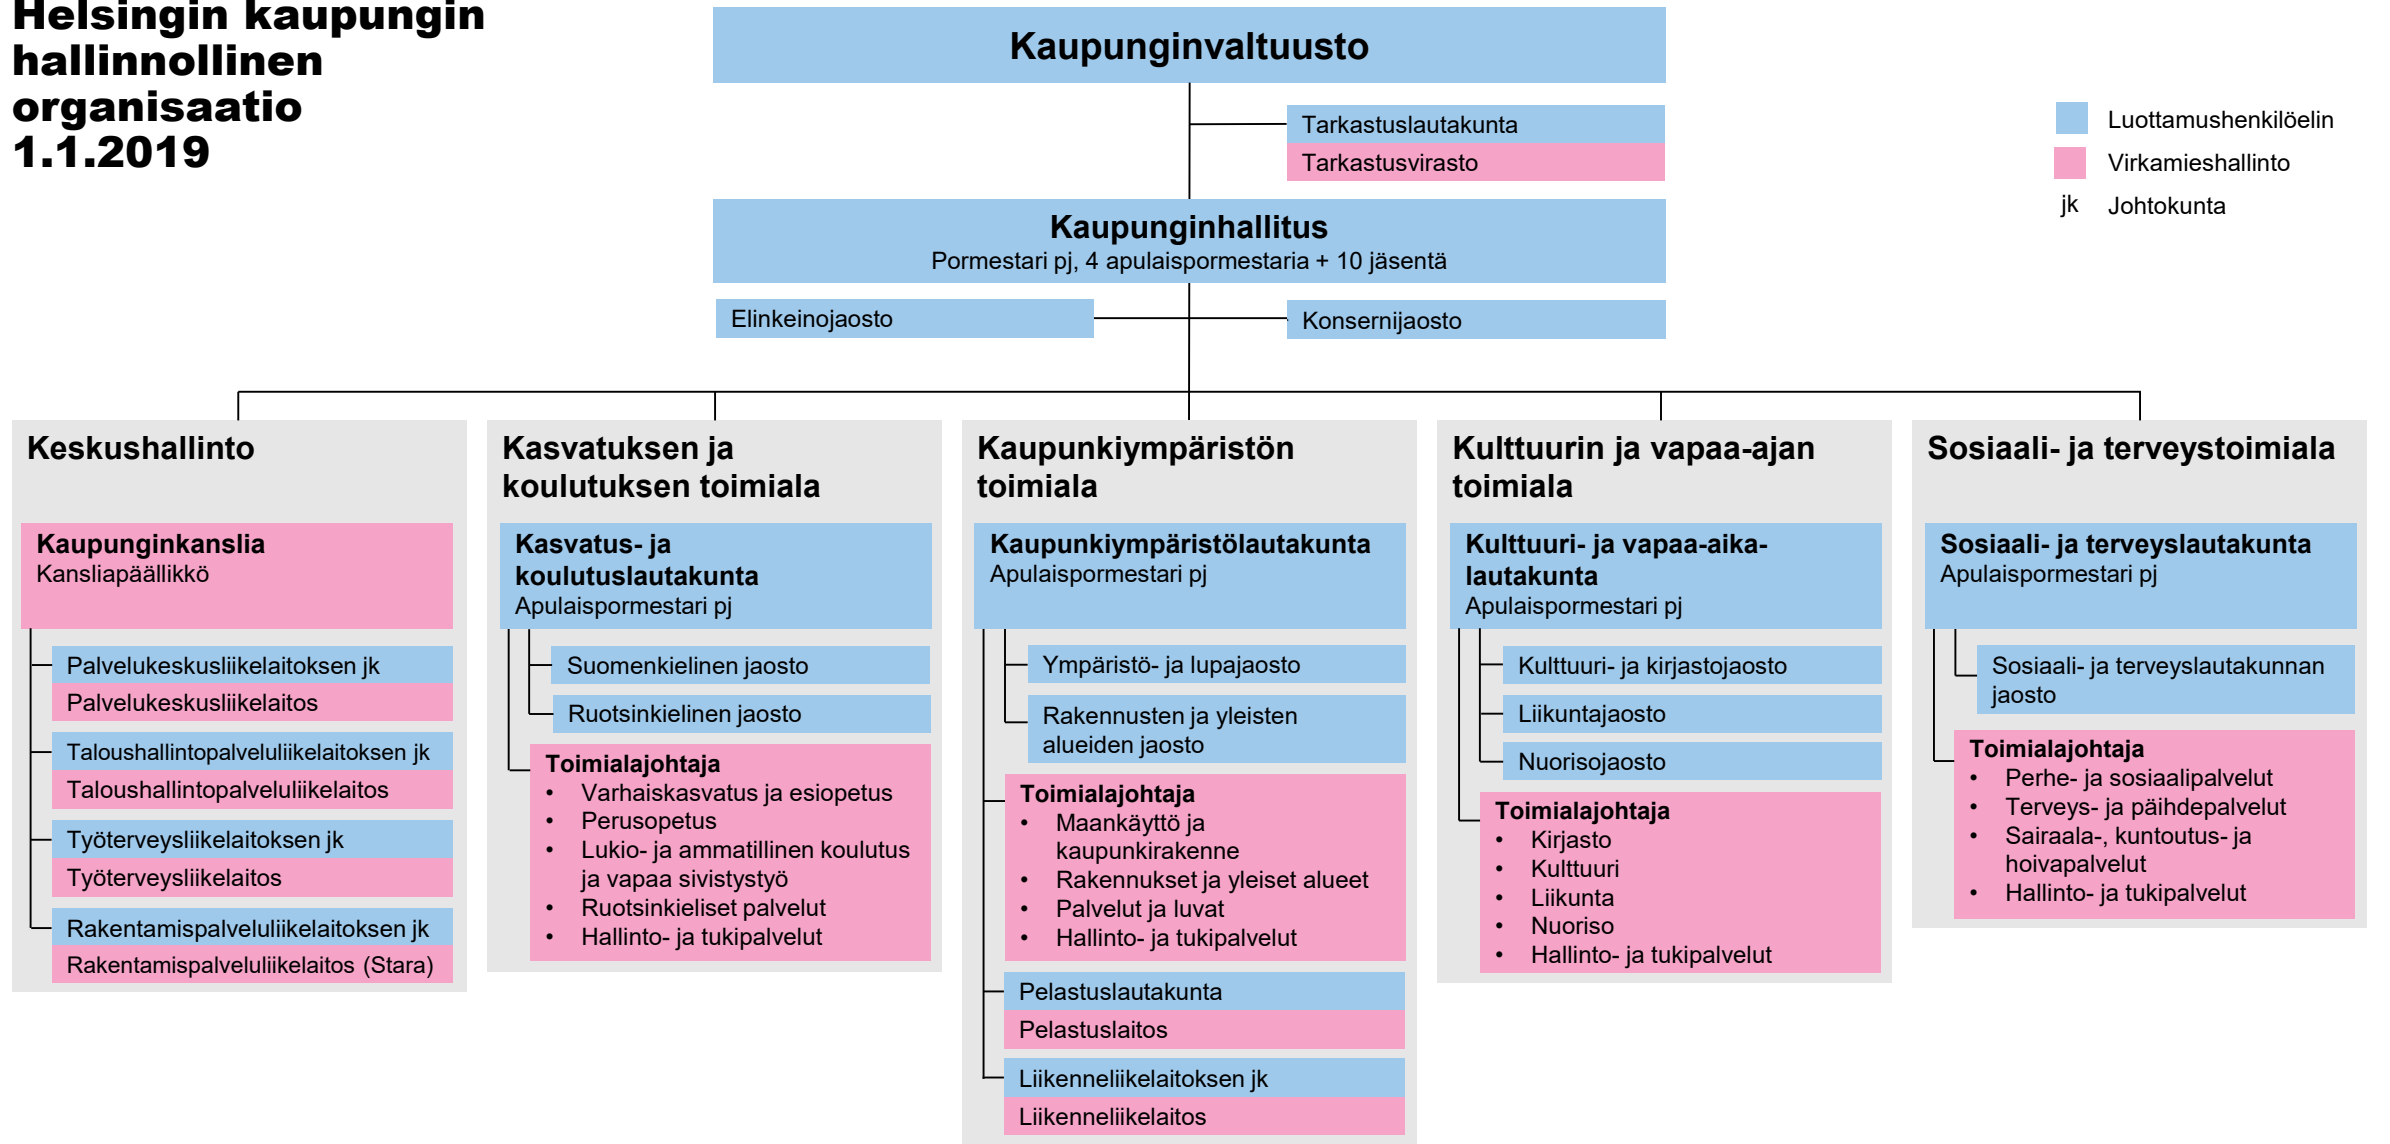 Helsingin kaupungin
hallinnollinen
organisaatio
1.1.2019
Kaupunginvaltuusto
Tarkastuslautakunta
Tarkastusvirasto
Luottamushenkilöelin
Virkamieshallinto
jk Johtokunta
Kaupunginhallitus
Pormestari pj, 4 apulaispormestaria + 10 jäsentä
Elinkeinojaosto
Konsernijaosto
Keskushallinto
Kaupunginkanslia
Kansliapäällikkö
Palvelukeskusliikelaitoksen jk
Palvelukeskusliikelaitos
Taloushallintopalveluliikelaitoksen jk
Taloushallintopalveluliikelaitos
Työterveysliikelaitoksen jk
Työterveysliikelaitos
Rakentamispalveluliikelaitoksen jk
Rakentamispalveluliikelaitos (Stara)
Kasvatuksen ja
koulutuksen toimiala
Kasvatus- ja
koulutuslautakunta
Apulaispormestari pj
Suomenkielinen jaosto
Ruotsinkielinen jaosto
Toimialajohtaja
• Varhaiskasvatus ja esiopetus
• Perusopetus
• Lukio- ja ammatillinen koulutus
ja vapaa sivistystyö
• Ruotsinkieliset palvelut
• Hallinto- ja tukipalvelut
Kaupunkiympäristön
toimiala
Kaupunkiympäristölautakunta
Apulaispormestari pj
Ympäristö- ja lupajaosto
Rakennusten ja yleisten
alueiden jaosto
Toimialajohtaja
• Maankäyttö ja
kaupunkirakenne
• Rakennukset ja yleiset alueet
• Palvelut ja luvat
• Hallinto- ja tukipalvelut
Pelastuslautakunta
Pelastuslaitos
Liikenneliikelaitoksen jk
Liikenneliikelaitos
Kulttuurin ja vapaa-ajan
toimiala
Kulttuuri- ja vapaa-aika-
lautakunta
Apulaispormestari pj
Kulttuuri- ja kirjastojaosto
Liikuntajaosto
Nuorisojaosto
Toimialajohtaja
• Kirjasto
• Kulttuuri
• Liikunta
• Nuoriso
• Hallinto- ja tukipalvelut
Sosiaali- ja terveystoimiala
Sosiaali- ja terveyslautakunta
Apulaispormestari pj
Sosiaali- ja terveyslautakunnan
jaosto
Toimialajohtaja
• Perhe- ja sosiaalipalvelut
• Terveys- ja päihdepalvelut
• Sairaala-, kuntoutus- ja
hoivapalvelut
• Hallinto- ja tukipalvelut